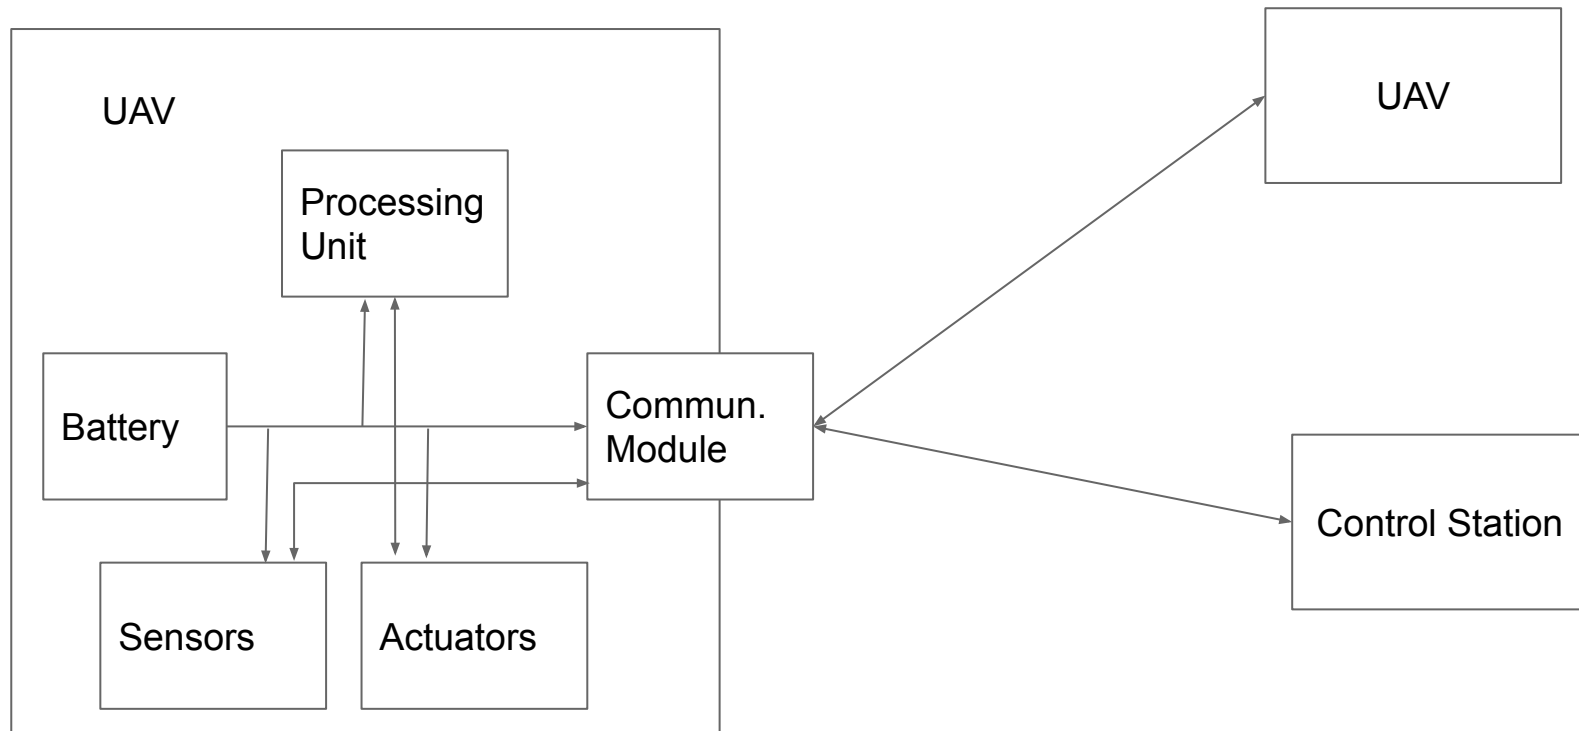 UAV
UAV
Processing
Unit
Battery
Commun.
Module
Control Station
Sensors
Actuators